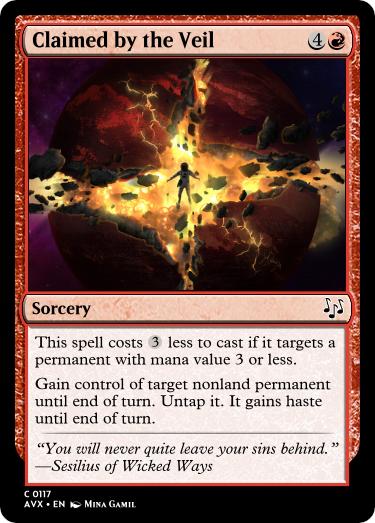 Claimed by the Veil 4
Sorcery
This spell costs 3 less to cast if it targets a
permanent with mana value 3 or less.
Gain control of target nonland permanent
until end of turn. Untap it. It gains haste
until end of turn.
“You will never quite leave your sins behind.”
—Sesilius of Wicked Ways
C 0117
AVX • EN Mina Gamil